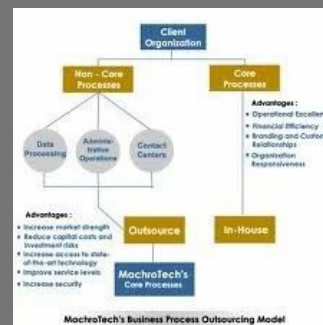 Client
Organization
Non - Core
Processes
Core
Processes
Advantages :
• Operational Excellen
• Financial Efficiency
• Branding and Custom
Relationships
• Organization
Responsiveness
Data
Processing
Adminis-
trative
Operations
Contact
Centers
Advantages :
• Increase market strength
• Reduce capital costs and
investment risks
• Increase access to state-
of-the-art technology
• Improve service levels
• Increase security
Outsource
In-House
MachroTech's
Core Processes
MachroTech's Business Process Outsourcing Model